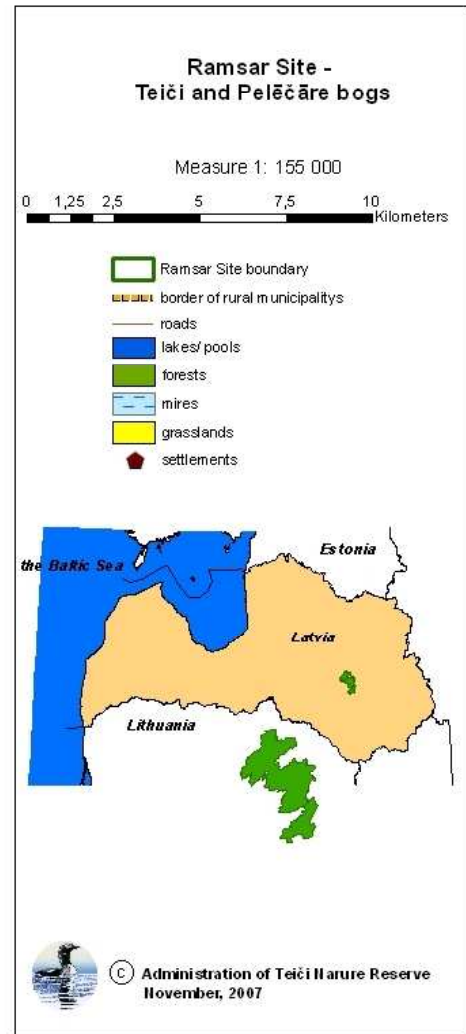 Ramsar Site -
Teiči and Pelēčāre bogs
Measure 1: 155 000
0 1,25 2,5 5 7,5 10
Kilometers
Ramsar Site boundary
border of rural municipalitys
roads
lakes/ pools
forests
mires
grasslands
settlements
the Baltic Sea
Estonia
Latvia
Lithuania
© Administration of Teiči Narure Reserve
November, 2007